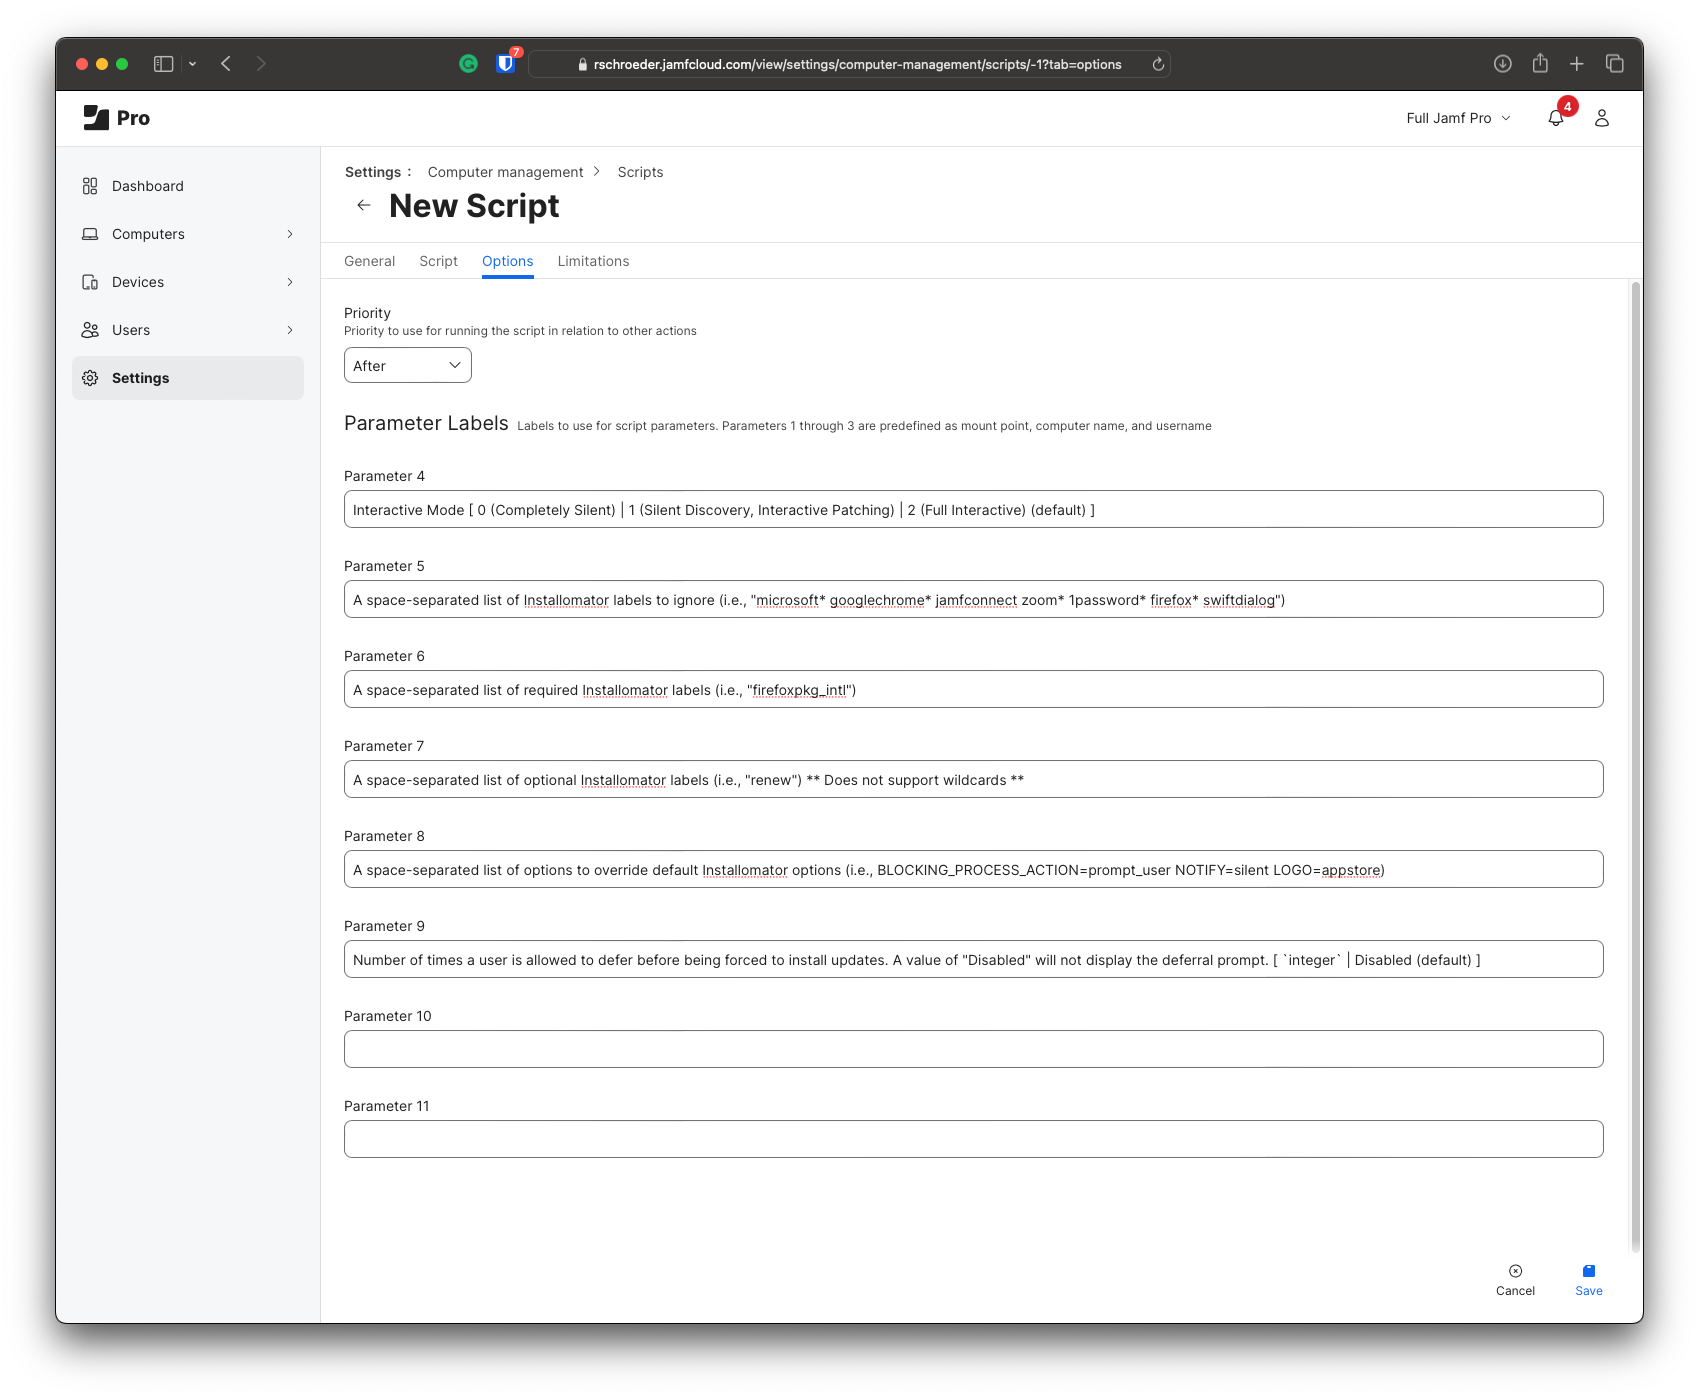 7
rschroeder.jamfcloud.com/view/settings/computer-management/scripts/-1?tab=options
Pro
Full Jamf Pro
4
Dashboard
Computers
Devices
Users
Settings
Settings : Computer management > Scripts
← New Script
General Script Options Limitations
Priority
Priority to use for running the script in relation to other actions
After
Parameter Labels Labels to use for script parameters. Parameters 1 through 3 are predefined as mount point, computer name, and username
Parameter 4
Interactive Mode [ 0 (Completely Silent) | 1 (Silent Discovery, Interactive Patching) | 2 (Full Interactive) (default) ]
Parameter 5
A space-separated list of Installomator labels to ignore (i.e., "microsoft* googlechrome* jamfconnect zoom* 1password* firefox* swiftdialog")
Parameter 6
A space-separated list of required Installomator labels (i.e., "firefoxpkg_intl")
Parameter 7
A space-separated list of optional Installomator labels (i.e., "renew") ** Does not support wildcards **
Parameter 8
A space-separated list of options to override default Installomator options (i.e., BLOCKING_PROCESS_ACTION=prompt_user NOTIFY=silent LOGO=appstore)
Parameter 9
Number of times a user is allowed to defer before being forced to install updates. A value of "Disabled" will not display the deferral prompt. [ `integer` | Disabled (default) ]
Parameter 10
Parameter 11
Cancel
Save